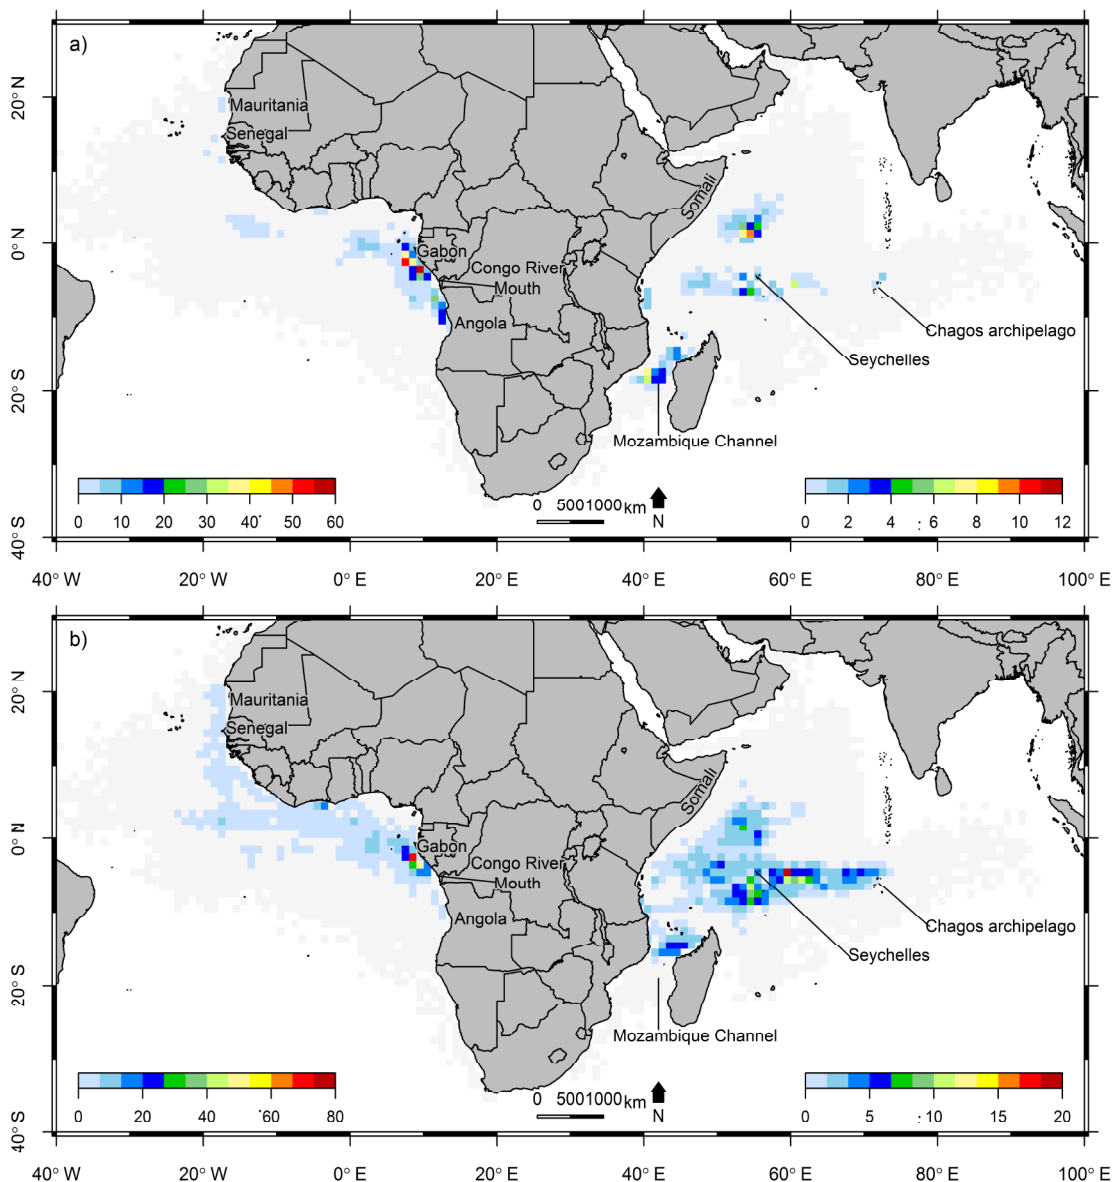 a)
20° N
0° N
20° S
40° S
Mauritania
Senegal
Gabon
Congo River
Mouth
Angola
Somali
Chagos archipelago
Seychelles
Mozambique Channel
0 10 20 30 40 50 60
0 5001000 km
N
0 2 4 6 8 10 12
40° W 20° W 0° E 20° E 40° E 60° E 80° E 100° E
b)
20° N
0° N
20° S
40° S
Mauritania
Senegal
Gabon
Congo River
Mouth
Angola
Somali
Chagos archipelago
Seychelles
Mozambique Channel
0 20 40 60 80
0 5001000 km
N
0 5 10 15 20
40° W 20° W 0° E 20° E 40° E 60° E 80° E 100° E